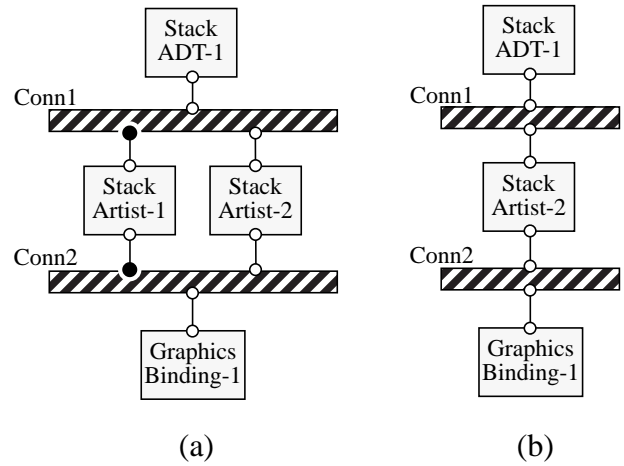 Stack
ADT-1
Conn1
Stack
Artist-1
Stack
Artist-2
Conn2
Graphics
Binding-1
(a)
Stack
ADT-1
Conn1
Stack
Artist-2
Conn2
Graphics
Binding-1
(b)